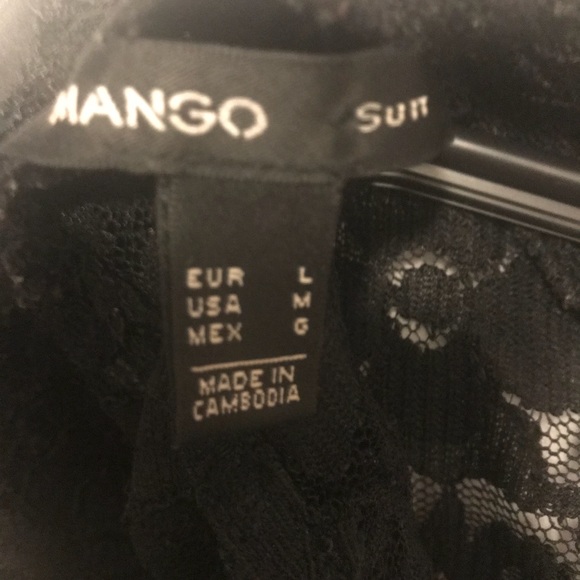 MANGO Suit
EUR L
USA M
MEX G
MADE IN
CAMBODIA